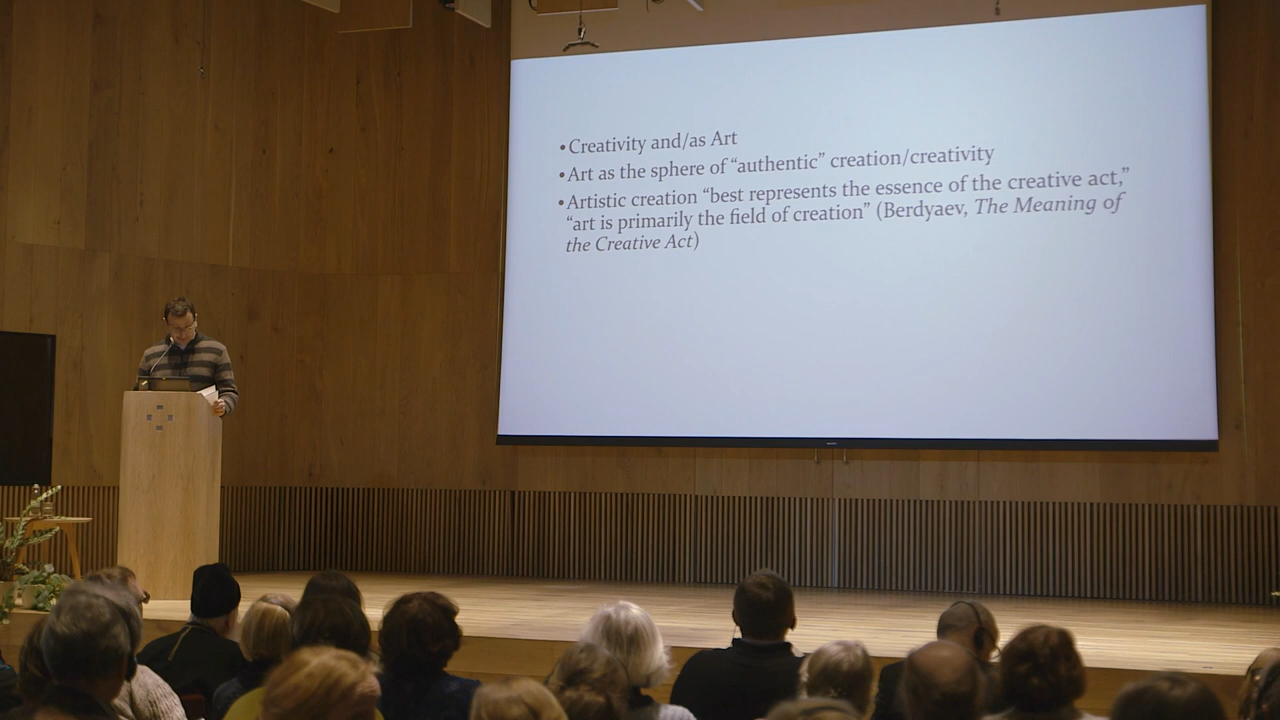 •Creativity and/as Art
•Art as the sphere of “authentic” creation/creativity
•Artistic creation “best represents the essence of the creative act,”
“art is primarily the field of creation” (Berdyaev, The Meaning of
the Creative Act)